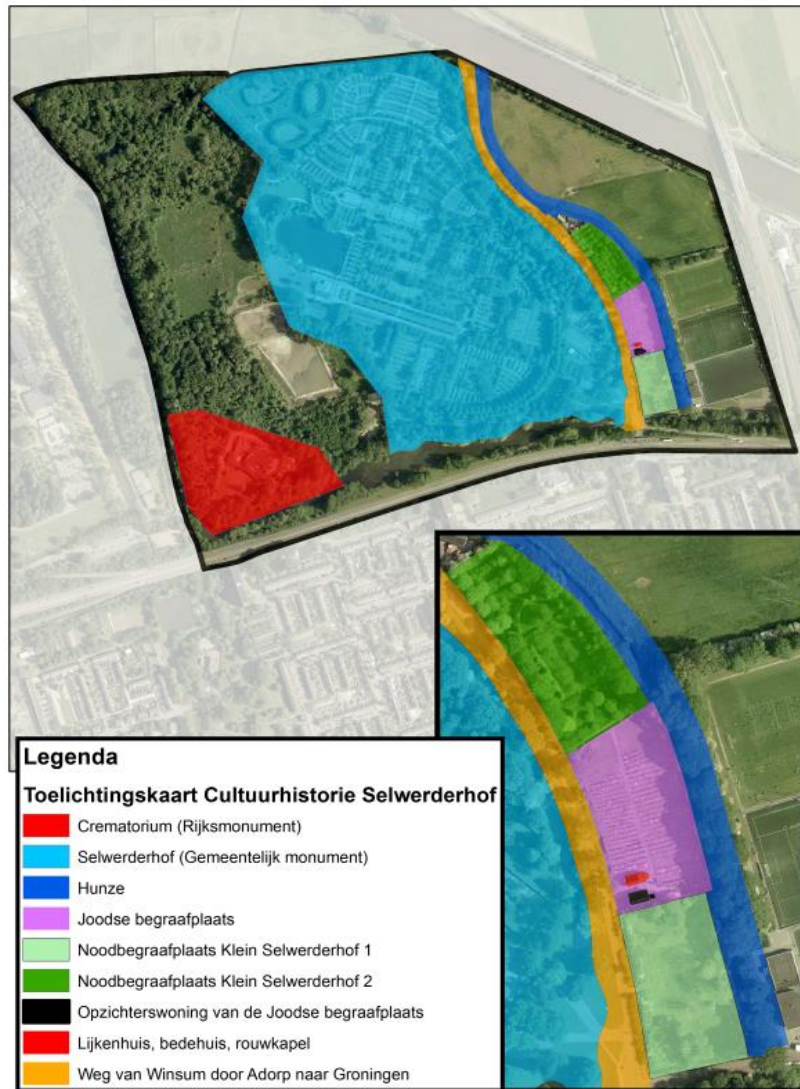 Legenda
Toelichtingskaart Cultuurhistorie Selwerderhof
Crematorium (Rijksmonument)
Selwerderhof (Gemeentelijk monument)
Hunze
Joodse begraafplaats
Noodbegraafplaats Klein Selwerderhof 1
Noodbegraafplaats Klein Selwerderhof 2
Opzichterswoning van de Joodse begraafplaats
Lijkenhuis, bedehuis, rouwkapel
Weg van Winsum door Adorp naar Groningen